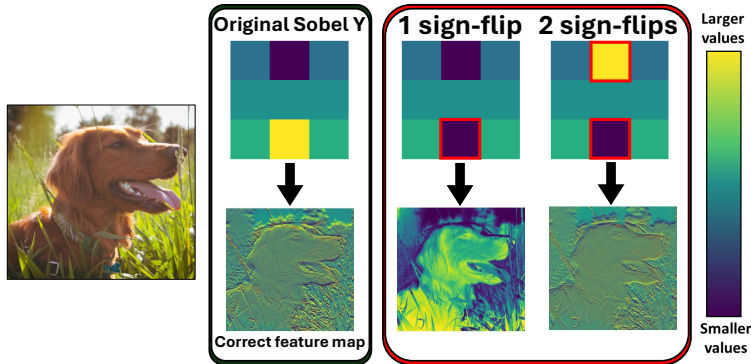 Original Sobel Y
Correct feature map
1 sign-flip
2 sign-flips
Larger
values
Smaller
values